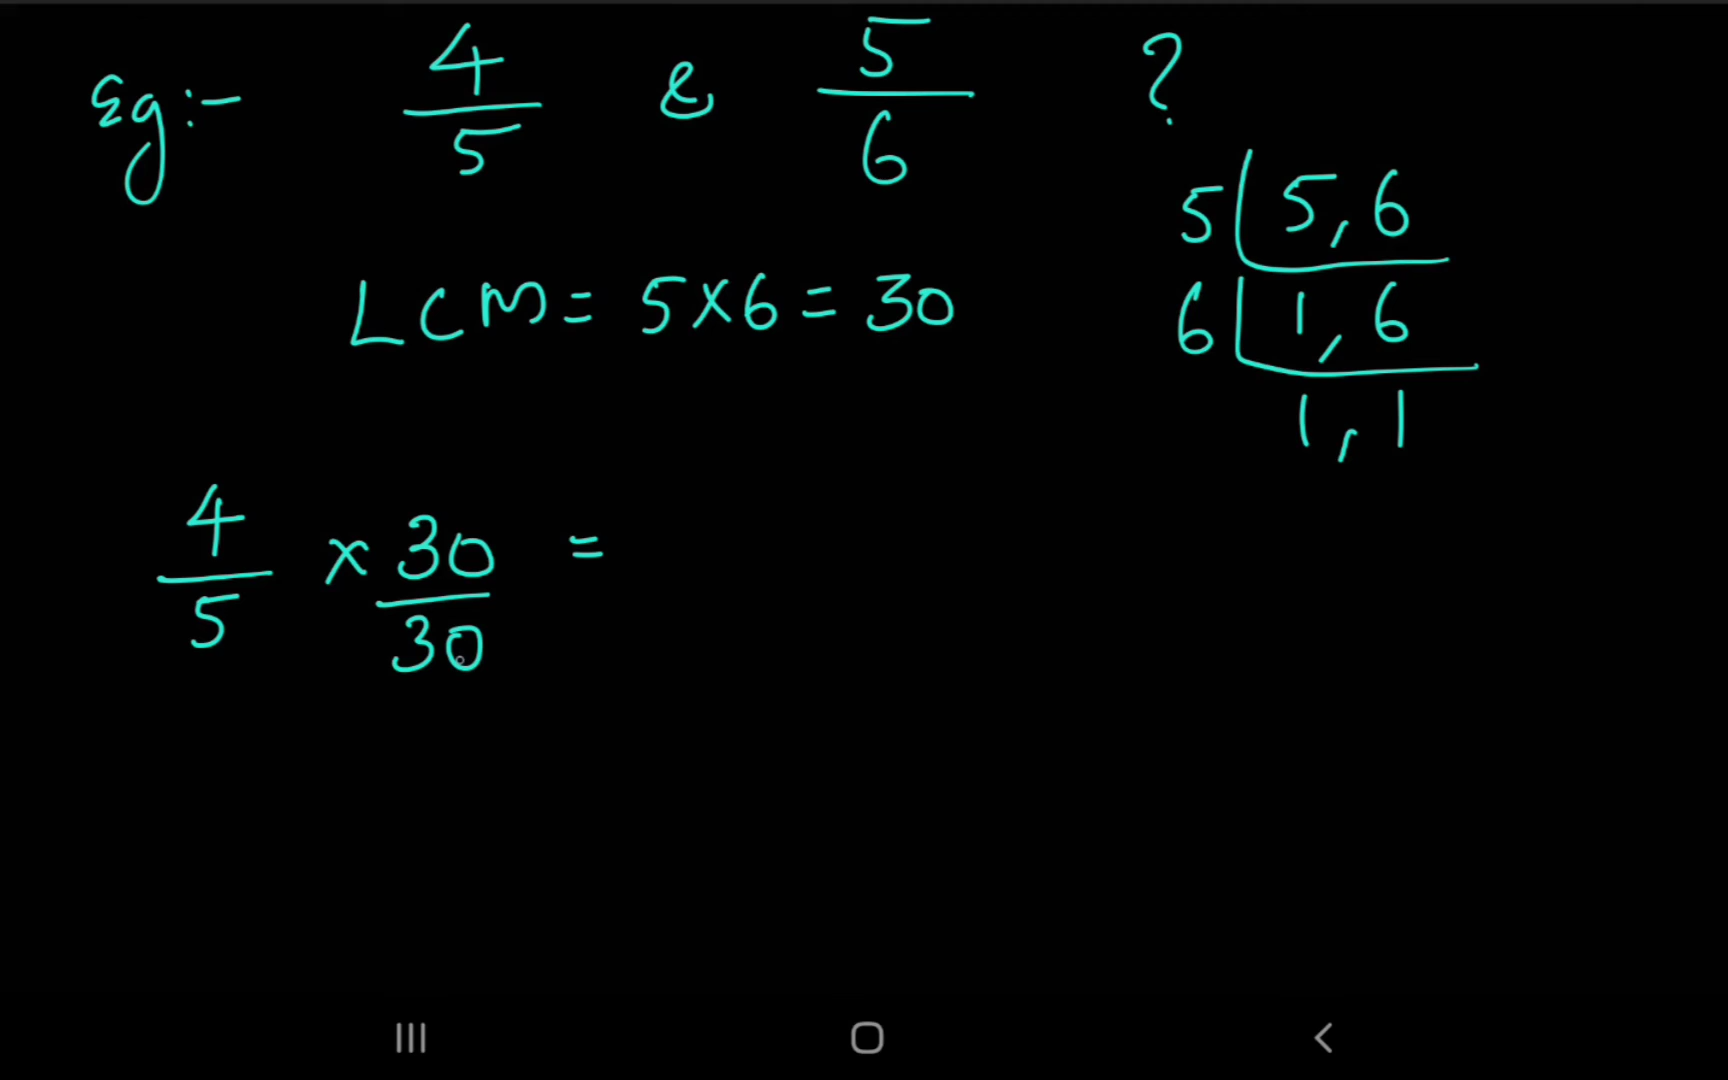 Eg:- 4/5 & 5/6 ?
5 | 5, 6
LCM = 5×6 = 30
6 | 1, 6
1, 1
4/5 × 30/30 =